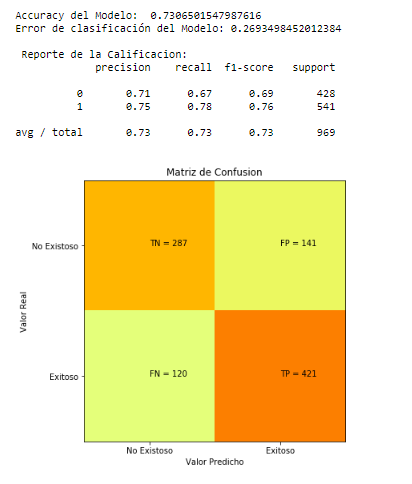 Accuracy del Modelo:  0.7306501547987616
Error de clasificación del Modelo: 0.2693498452012384
Reporte de la Calificacion:
precision    recall  f1-score   support
0       0.71      0.67      0.69       428
1       0.75      0.78      0.76       541
avg / total       0.73      0.73      0.73       969
Matriz de Confusion
No Existoso
TN = 287
FP = 141
Valor Real
Exitoso
FN = 120
TP = 421
No Existoso
Exitoso
Valor Predicho